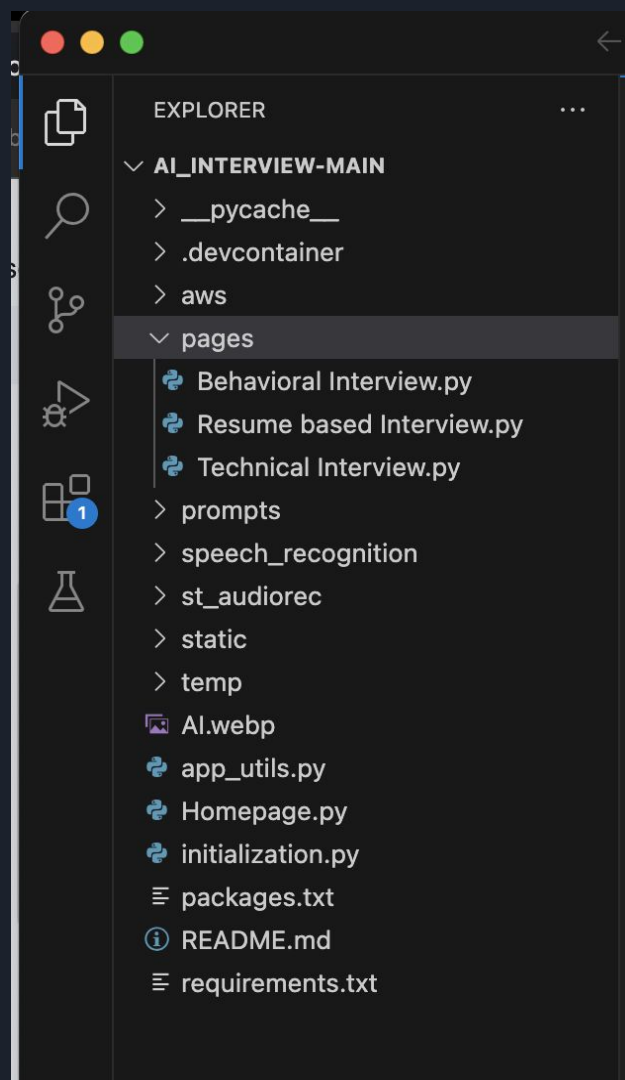 EXPLORER
AI_INTERVIEW-MAIN
__pycache__
.devcontainer
aws
pages
Behavioral Interview.py
Resume based Interview.py
Technical Interview.py
1
prompts
speech_recognition
st_audiorec
static
temp
AI.webp
app_utils.py
Homepage.py
initialization.py
packages.txt
README.md
requirements.txt